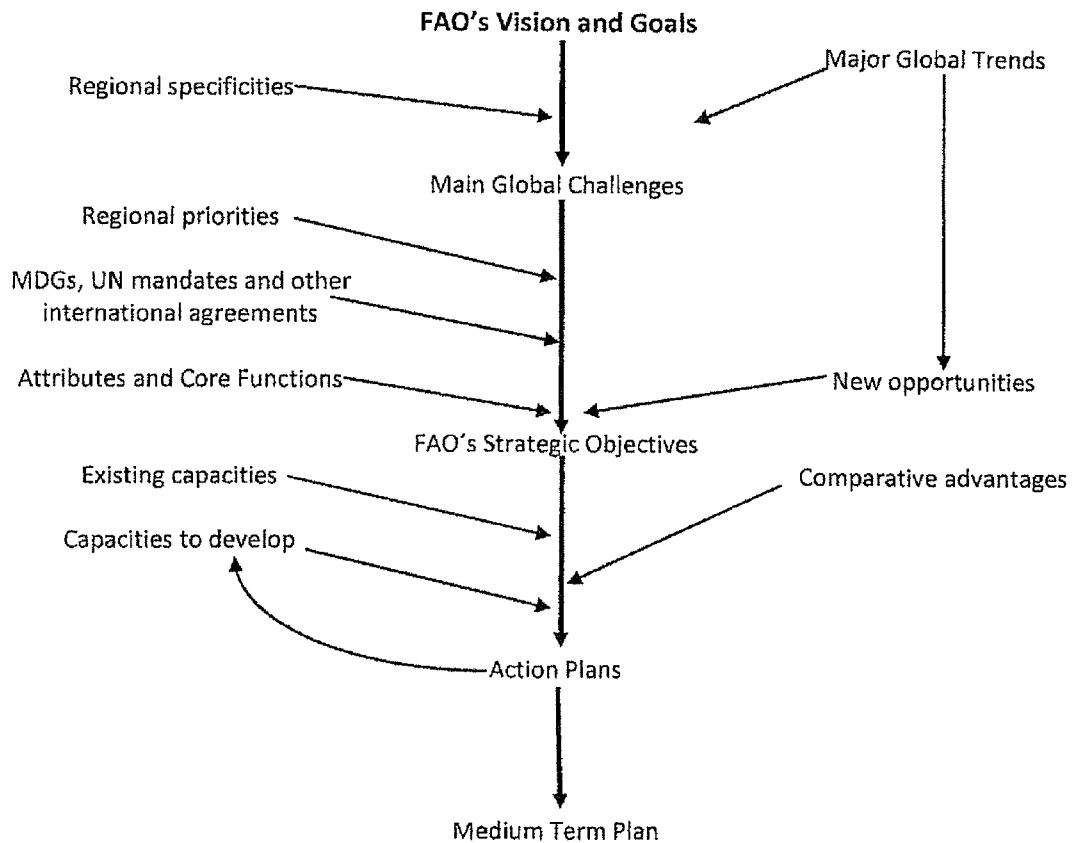 FAO's Vision and Goals
Major Global Trends
Regional specificities
Main Global Challenges
Regional priorities
MDGs, UN mandates and other
international agreements
Attributes and Core Functions
New opportunities
FAO's Strategic Objectives
Existing capacities
Comparative advantages
Capacities to develop
Action Plans
Medium Term Plan